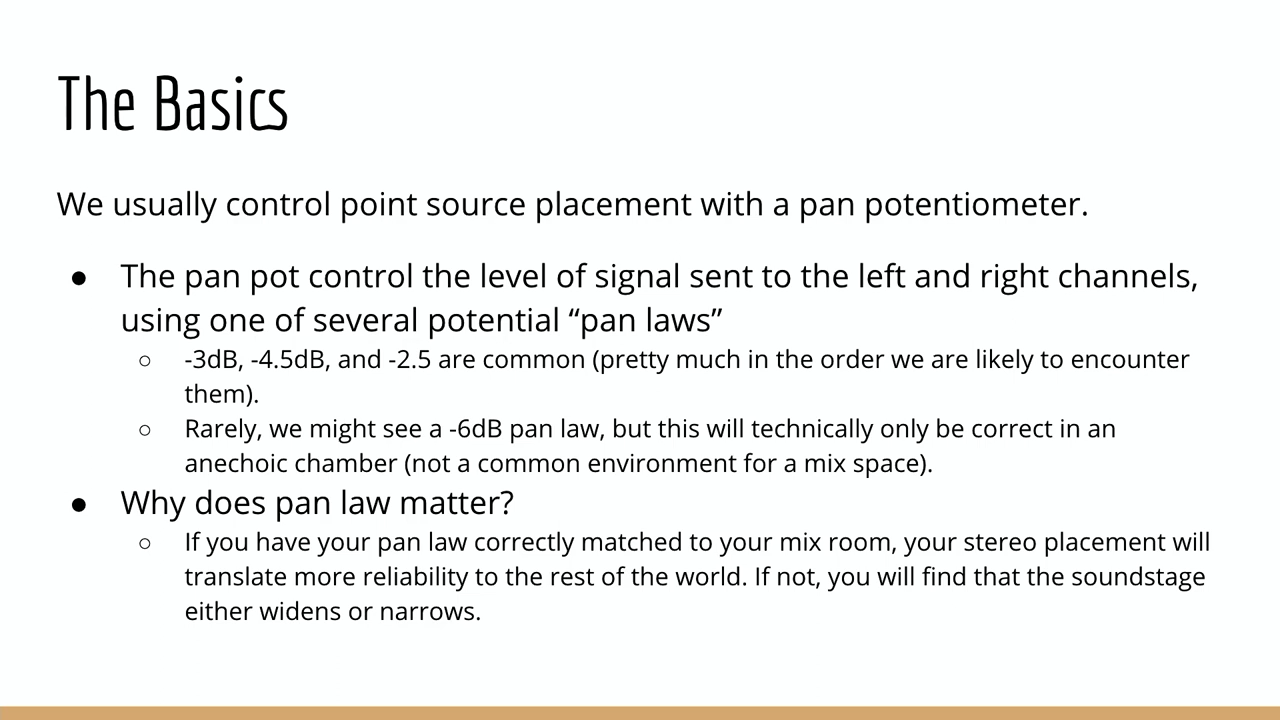 The Basics
We usually control point source placement with a pan potentiometer.
● The pan pot control the level of signal sent to the left and right channels,
using one of several potential “pan laws”
○ -3dB, -4.5dB, and -2.5 are common (pretty much in the order we are likely to encounter
them).
○ Rarely, we might see a -6dB pan law, but this will technically only be correct in an
anechoic chamber (not a common environment for a mix space).
● Why does pan law matter?
○ If you have your pan law correctly matched to your mix room, your stereo placement will
translate more reliability to the rest of the world. If not, you will find that the soundstage
either widens or narrows.